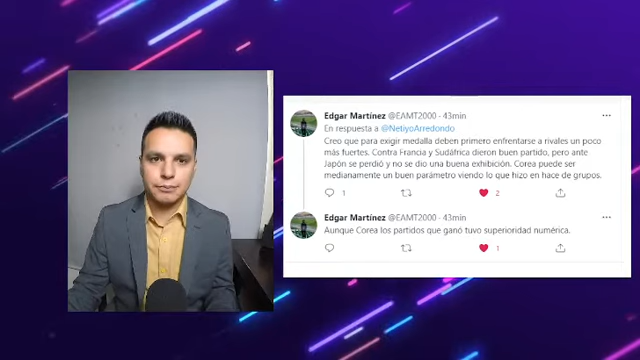 Edgar Martínez @EAMT2000 · 43min
En respuesta a @NetiyoArredondo
Creo que para exigir medalla deben primero enfrentarse a rivales un poco
más fuertes. Contra Francia y Sudáfrica dieron buen partido, pero ante
Japón se perdió y no se dio una buena exhibición. Corea puede ser
medianamente un buen parámetro viendo lo que hizo en hace de grupos.
1
2
Edgar Martínez @EAMT2000 · 43min
Aunque Corea los partidos que ganó tuvo superioridad numérica.
1